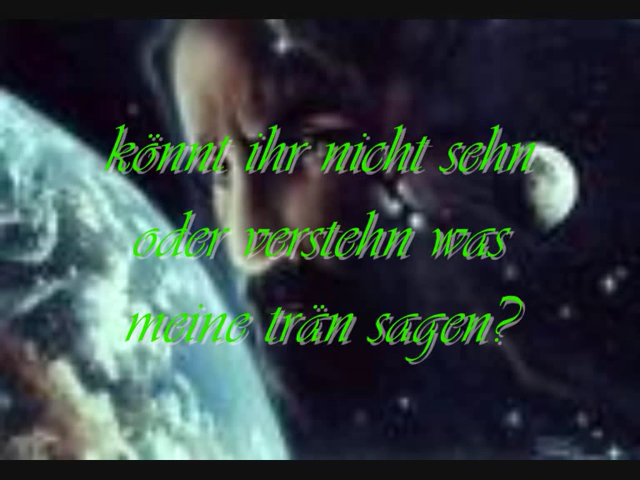 könnt ihr nicht sehn
oder verstehn was
meine trän sagen?